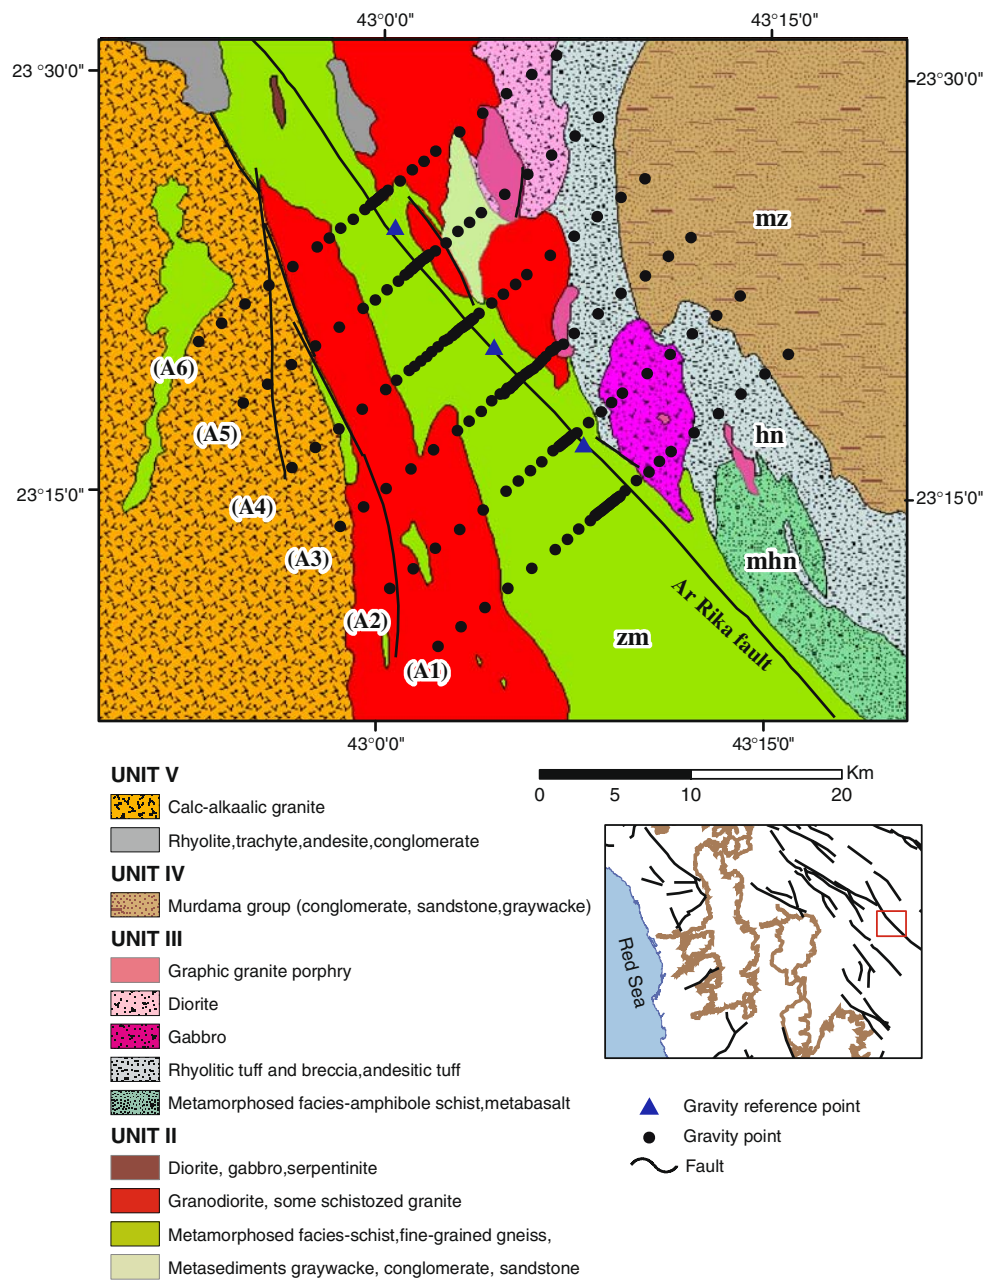 43°0'0"
43°15'0"
23°30'0"
23°30'0"
mz
(A6)
(A5)
hn
23°15'0"
23°15'0"
(A4)
(A3)
mhn
(A2)
Ar Rika fault
zm
(A1)
43°0'0"
43°15'0"
UNIT V
Calc-alkaalic granite
Rhyolite,trachyte,andesite,conglomerate
UNIT IV
Murdama group (conglomerate, sandstone,graywacke)
UNIT III
Graphic granite porphry
Diorite
Gabbro
Rhyolitic tuff and breccia,andesitic tuff
Metamorphosed facies-amphibole schist,metabasalt
UNIT II
Diorite, gabbro,serpentinite
Granodiorite, some schistozed granite
Metamorphosed facies-schist,fine-grained gneiss,
Metasediments graywacke, conglomerate, sandstone
Km
0 5 10 20
Red Sea
Gravity reference point
Gravity point
Fault